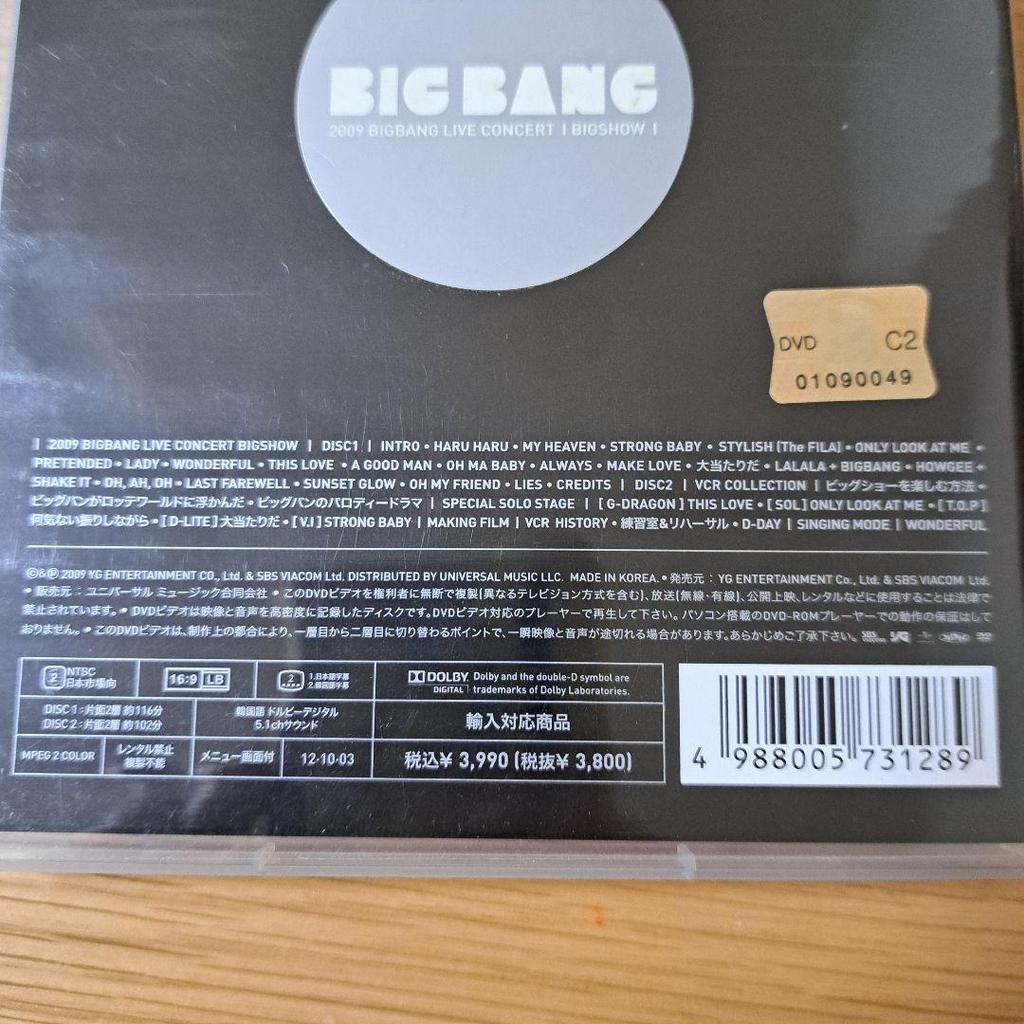 BIG BANG
2009 BIGBANG LIVE CONCERT | BIGSHOW |
DVD C2
01090049
| 2009 BIGBANG LIVE CONCERT BIGSHOW | DISC1 | INTRO • HARU HARU • MY HEAVEN • STRONG BABY • STYLISH (The FILA) • ONLY LOOK AT ME •
PRETENDED • LADY • WONDERFUL • THIS LOVE • A GOOD MAN • OH MA BABY • ALWAYS • MAKE LOVE • 大当たりだ • LALALA + BIGBANG • HOWGEE •
SHAKE IT • OH, AH, OH • LAST FAREWELL • SUNSET GLOW • OH MY FRIEND • LIES • CREDITS | DISC2 | VCR COLLECTION | ビッグショーを楽しむ方法 •
ビッグバンがロッテワールドに浮かんだ • ビッグバンのパロディードラマ | SPECIAL SOLO STAGE | [G-DRAGON] THIS LOVE • [SOL] ONLY LOOK AT ME • [T.O.P]
何気ない振りしながら • [D-LITE] 大当たりだ • [V.I] STRONG BABY | MAKING FILM | VCR HISTORY • 練習室&リハーサル • D-DAY | SINGING MODE | WONDERFUL
©&℗ 2009 YG ENTERTAINMENT CO., Ltd. & SBS VIACOM Ltd. DISTRIBUTED BY UNIVERSAL MUSIC LLC. MADE IN KOREA. • 発売元 : YG ENTERTAINMENT Co., Ltd. & SBS VIACOM Ltd.
• 販売元 : ユニバーサル ミュージック合同会社 • このDVDビデオを権利者に無断で複製(異なるテレビジョン方式を含む)、放送(無線・有線)、公開上映、レンタルなどに使用することは法律で
禁止されています。• DVDビデオは映像と音声を高密度に記録したディスクです。DVDビデオ対応のプレーヤーで再生して下さい。パソコン搭載のDVD-ROMプレーヤーでの動作の保証はして
おりません。• このDVDビデオは、制作上の都合により、一層目から二層目に切り替わるポイントで、一瞬映像と音声が途切れる場合があります。あらかじめご了承下さい。
2 NTSC 日本市場向
16:9 LB
2 1.日本語字幕 2.韓国語字幕
DOLBY DIGITAL Dolby and the double-D symbol are trademarks of Dolby Laboratories.
DISC 1 : 片面2層 約116分
DISC 2 : 片面2層 約102分
韓国語 ドルビーデジタル
5.1chサウンド
輸入対応商品
MPEG 2 COLOR
レンタル禁止
複製不能
メニュー画面付
12·10·03
税込¥ 3,990 (税抜¥ 3,800)
4 988005 731289